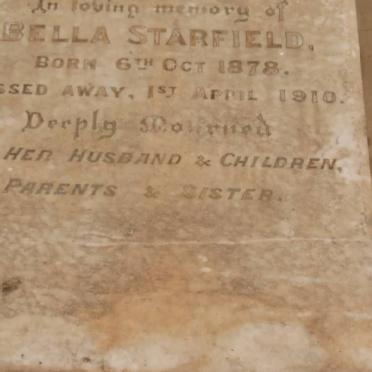 In loving memory of
BELLA STARFIELD,
BORN 6TH OCT 1878.
SSED AWAY, 1ST APRIL 1910.
Deeply Mourned
HER HUSBAND & CHILDREN,
PARENTS & SISTER.